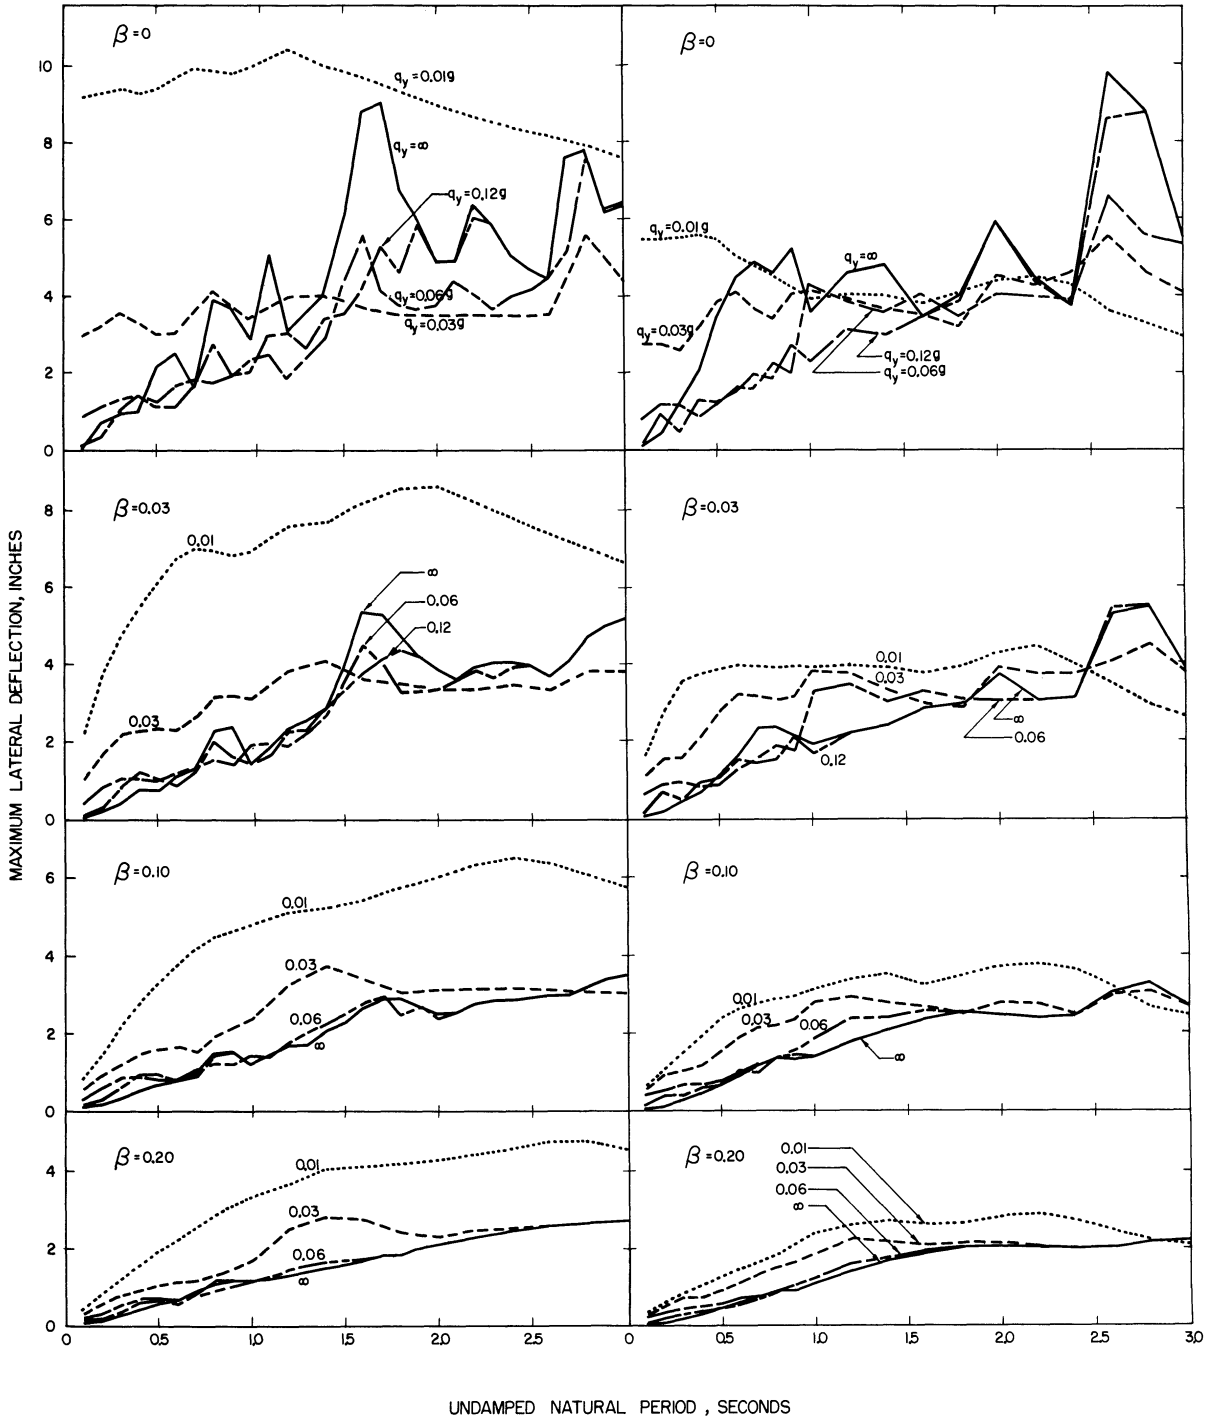 β=0
10
8
6
4
2
0
q_y=0.01g
q_y=∞
q_y=0.12g
q_y=0.06g
q_y=0.03g
β=0
q_y=0.01g
q_y=∞
q_y=0.03g
q_y=0.12g
q_y=0.06g
β=0.03
8
6
4
2
0
0.01
∞
0.06
0.12
0.03
β=0.03
0.01
0.03
∞
0.06
0.12
MAXIMUM LATERAL DEFLECTION, INCHES
β=0.10
6
4
2
0
0.01
0.03
0.06
∞
β=0.10
0.01
0.03
0.06
∞
β=0.20
4
2
0
0.01
0.03
0.06
∞
β=0.20
0.01
0.03
0.06
∞
0 0.5 1.0 1.5 2.0 2.5 0 0.5 1.0 1.5 2.0 2.5 3.0
UNDAMPED NATURAL PERIOD, SECONDS